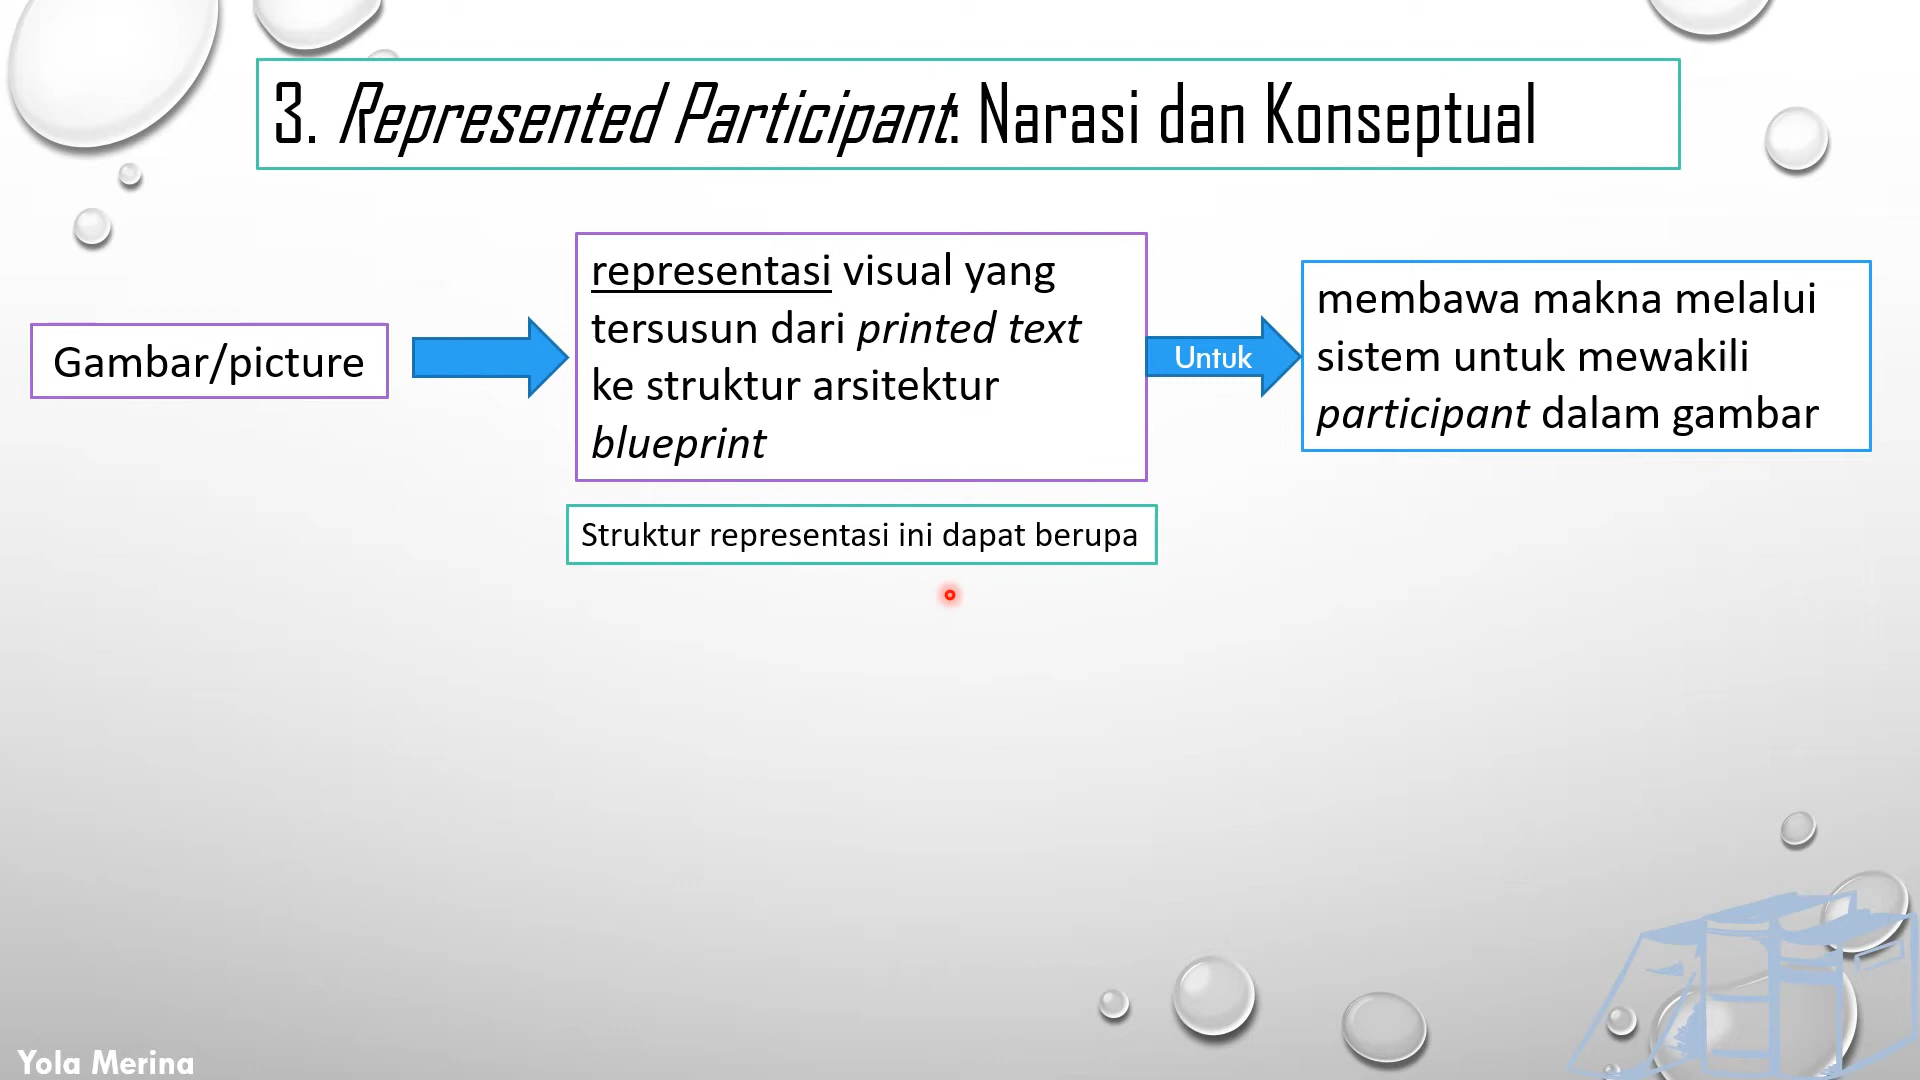 3. Represented Participant: Narasi dan Konseptual
Gambar/picture
representasi visual yang
tersusun dari printed text
ke struktur arsitektur
blueprint
Untuk
membawa makna melalui
sistem untuk mewakili
participant dalam gambar
Struktur representasi ini dapat berupa
Yola Merina